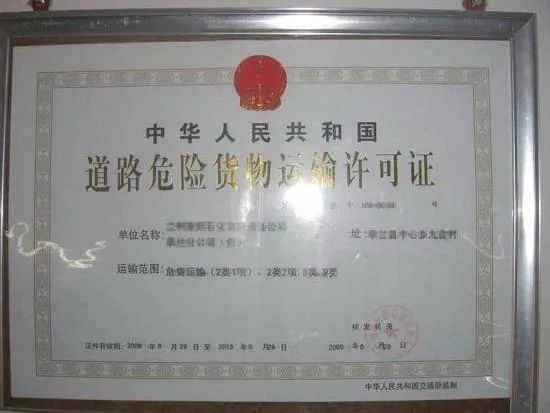 中华人民共和国
道路危险货物运输许可证
字 号
单位名称:
址:
运输范围: 危货运输(2类1项)、2类2项、3类、9类
核发机关
证件有效期: 2009 年 6 月 29 日 至 2013 年 6 月 29 日
2009 年 6 月 29 日
中华人民共和国交通部监制